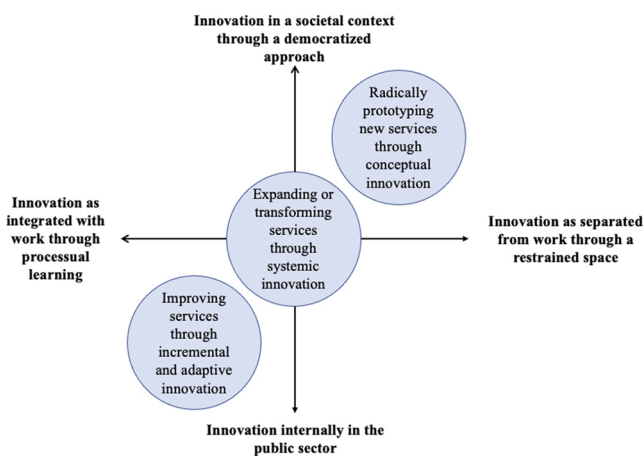 Innovation in a societal context
through a democratized
approach
Radically
prototyping
new services
through
conceptual
innovation
Expanding or
transforming
services
through
systemic
innovation
Innovation as
integrated with
work through
processual
learning
Innovation as separated
from work through a
restrained space
Improving
services
through
incremental
and adaptive
innovation
Innovation internally in the
public sector